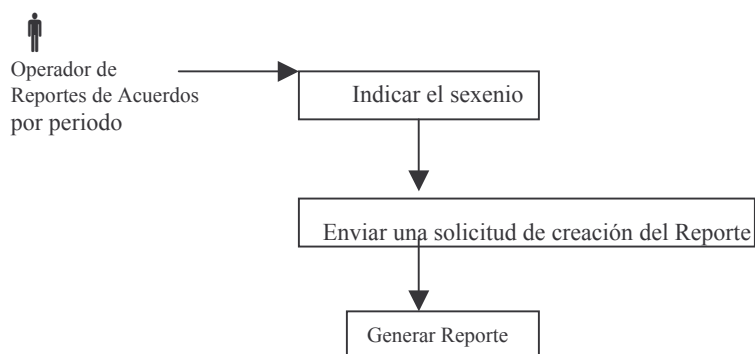 Operador de
Reportes de Acuerdos
por periodo
Indicar el sexenio
Enviar una solicitud de creación del Reporte
Generar Reporte